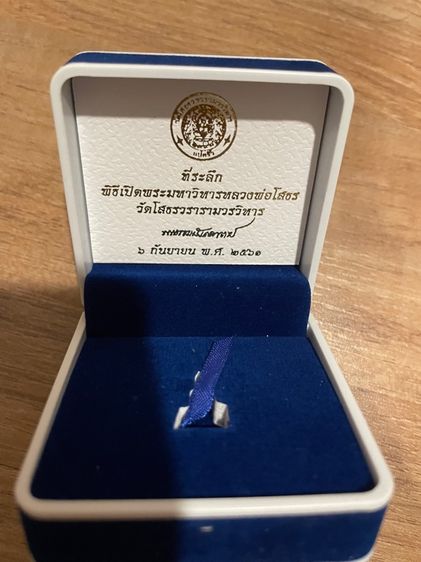 ที่ระลึก
พิธีเปิดพระมหาวิหารหลวงพ่อโสธร
วัดโสธรวรารามวรวิหาร
๖ กันยายน พ.ศ. ๒๕๖๑